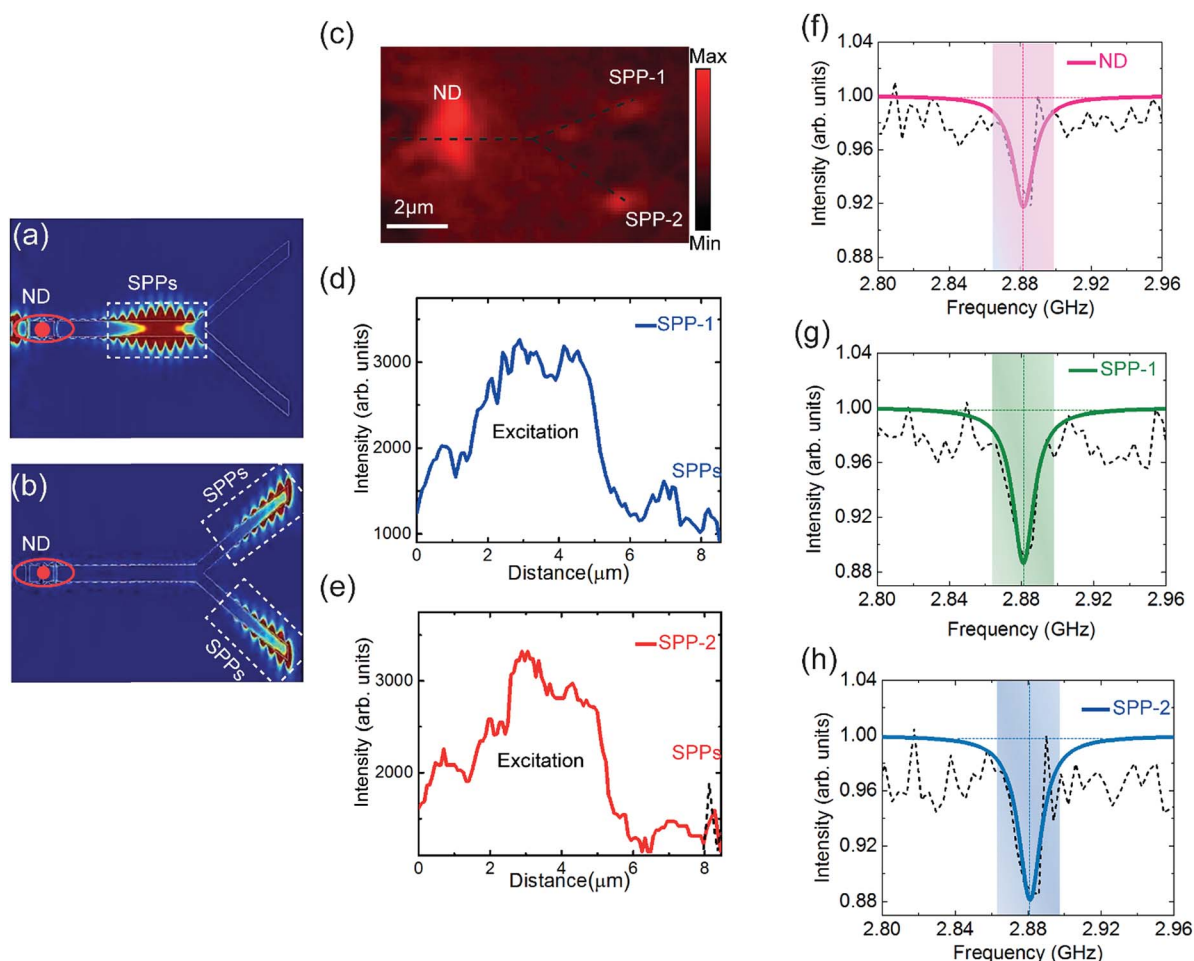 (a)
ND
SPPs
(b)
ND
SPPs
SPPs
(c)
ND
SPP-1
SPP-2
2μm
Max
Min
(d)
SPP-1
Intensity (arb. units)
3000
2000
1000
Excitation
SPPs
0 2 4 6 8
Distance(μm)
(e)
SPP-2
Intensity (arb. units)
3000
2000
Excitation
SPPs
0 2 4 6 8
Distance(μm)
(f)
ND
Intensity (arb. units)
1.04
1.00
0.96
0.92
0.88
2.80 2.84 2.88 2.92 2.96
Frequency (GHz)
(g)
SPP-1
Intensity (arb. units)
1.04
1.00
0.96
0.92
0.88
2.80 2.84 2.88 2.92 2.96
Frequency (GHz)
(h)
SPP-2
Intensity (arb. units)
1.04
1.00
0.96
0.92
0.88
2.80 2.84 2.88 2.92 2.96
Frequency (GHz)